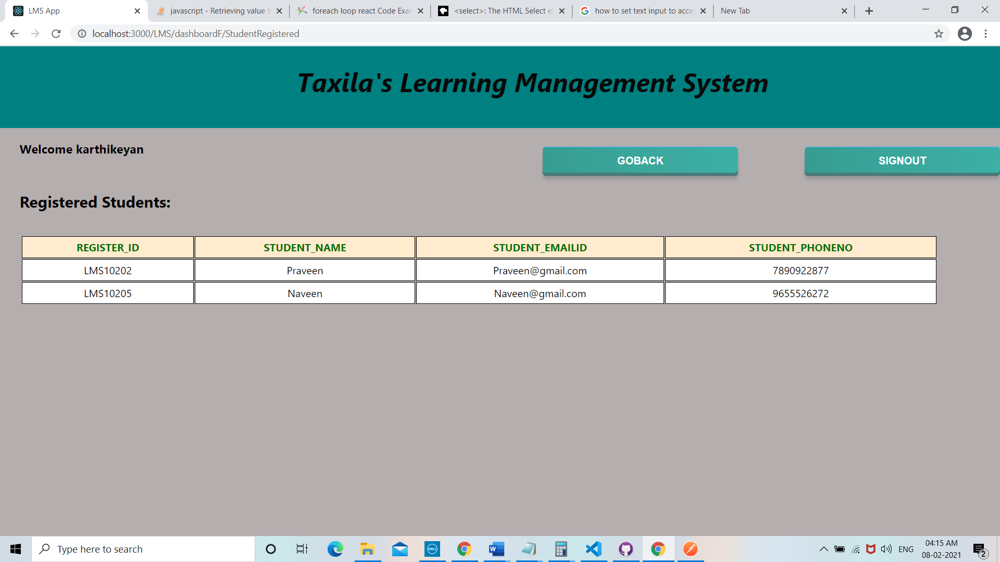 LMS App
javascript - Retrieving value f
foreach loop react Code Exa
<select>: The HTML Select e
how to set text input to acce
New Tab
localhost:3000/LMS/dashboardF/StudentRegistered
Taxila's Learning Management System
Welcome karthikeyan
GOBACK
SIGNOUT
Registered Students:
REGISTER_ID STUDENT_NAME STUDENT_EMAILID STUDENT_PHONENO
LMS10202 Praveen Praveen@gmail.com 7890922877
LMS10205 Naveen Naveen@gmail.com 9655526272
Type here to search
DELL
W
ENG
04:15 AM
08-02-2021
2